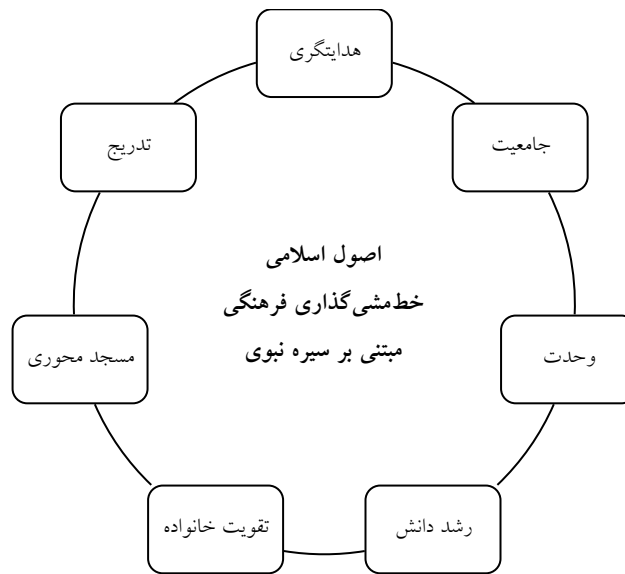 هدایتگری
تدریج
جامعیت
اصول اسلامی
خط‌مشی‌گذاری فرهنگی
مبتنی بر سیره نبوی
مسجد محوری
وحدت
تقویت خانواده
رشد دانش